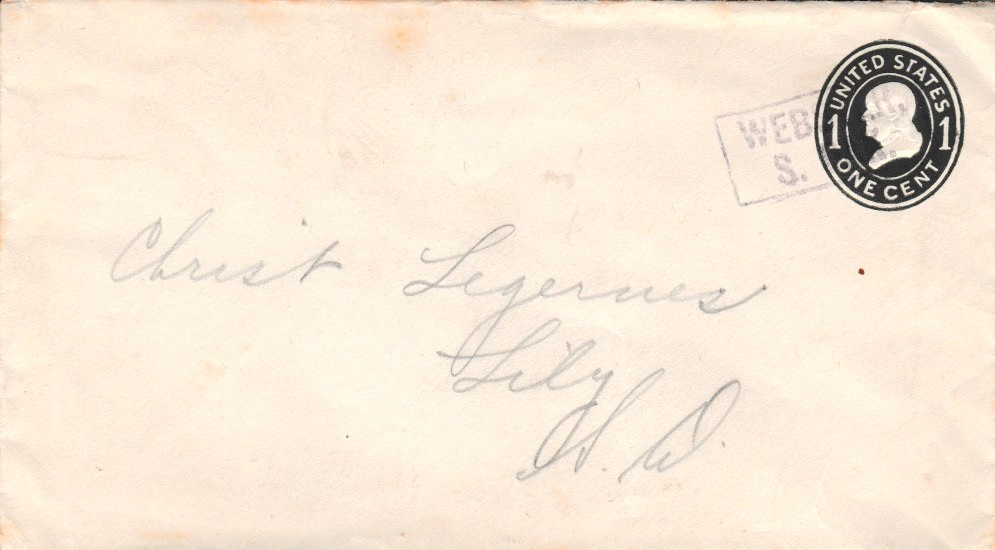 UNITED STATES
1 1
ONE CENT
WEB
S.
Christ Legernes
Lily
S. D.